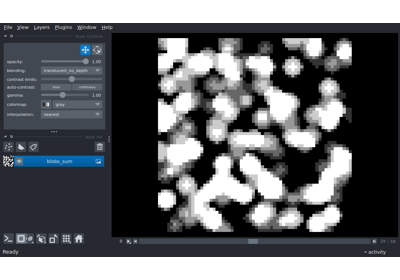 File View Layers Plugins Window Help
opacity: 1.00
blending: translucent_no_depth
contrast limits:
auto-contrast: once continuous
gamma: 1.00
colormap: gray
interpolation: nearest
blobs_sum
Ready
activity